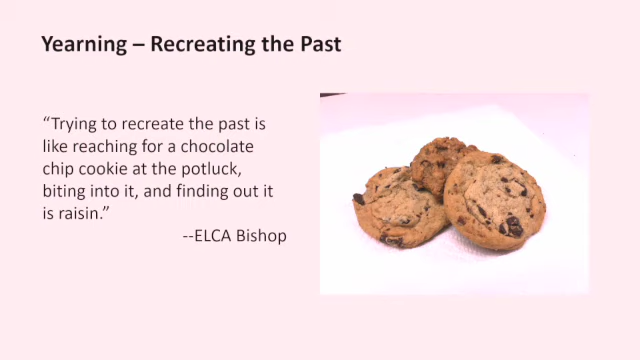 Yearning – Recreating the Past
“Trying to recreate the past is
like reaching for a chocolate
chip cookie at the potluck,
biting into it, and finding out it
is raisin.”
--ELCA Bishop